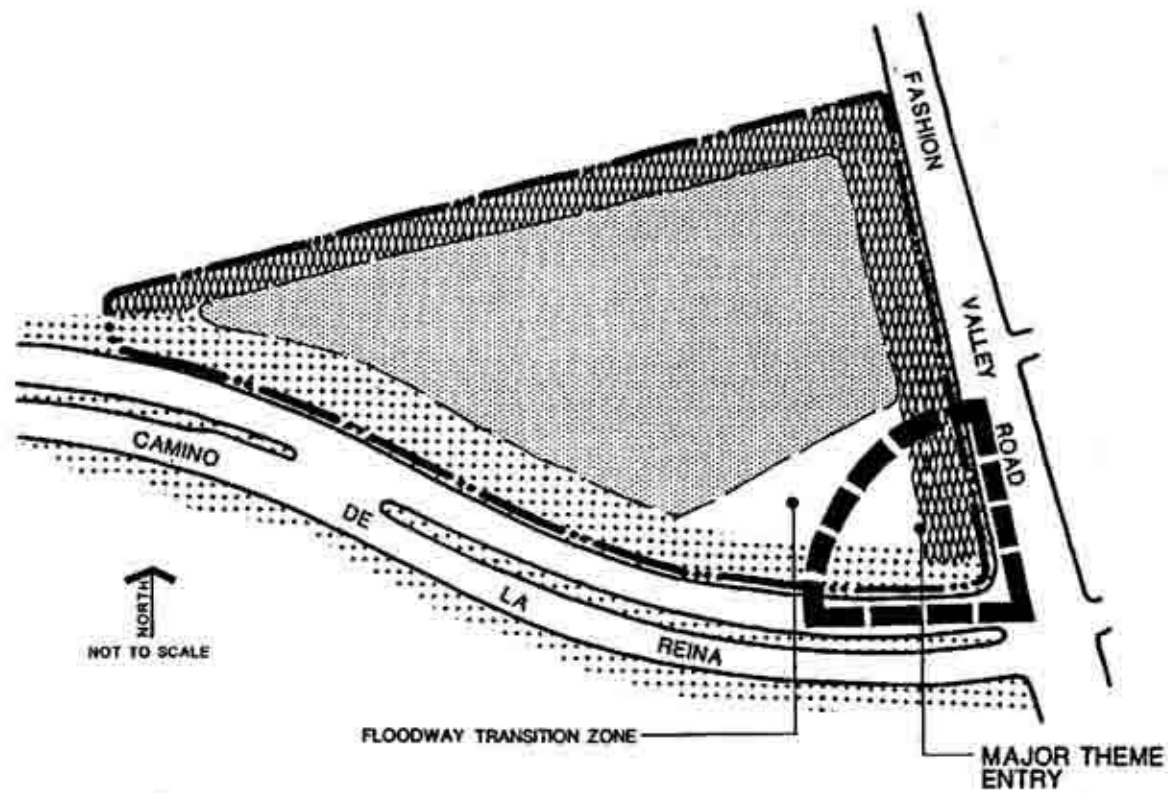 FASHION
VALLEY
ROAD
CAMINO
DE
LA
REINA
NORTH
NOT TO SCALE
FLOODWAY TRANSITION ZONE
MAJOR THEME
ENTRY